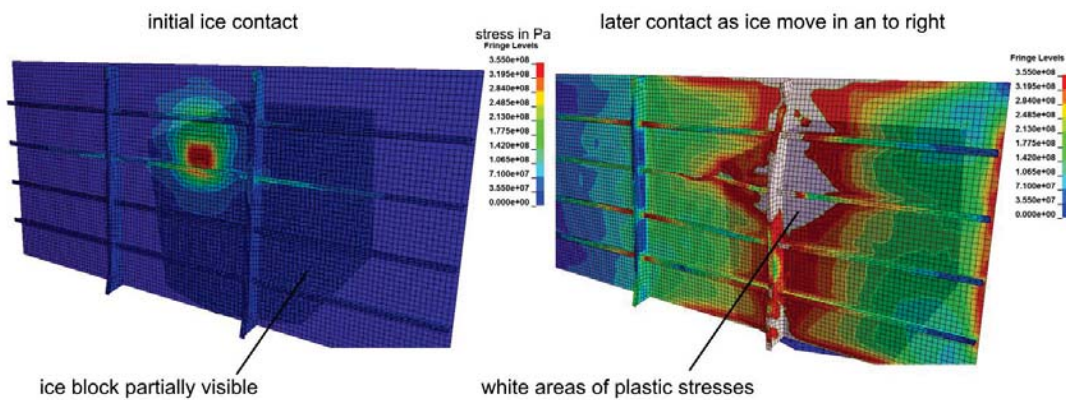 initial ice contact
later contact as ice move in an to right
stress in Pa
Fringe Levels
3.550e+08
3.195e+08
2.840e+08
2.485e+08
2.130e+08
1.775e+08
1.420e+08
1.065e+08
7.100e+07
3.550e+07
0.000e+00
Fringe Levels
3.550e+08
3.195e+08
2.840e+08
2.485e+08
2.130e+08
1.775e+08
1.420e+08
1.065e+08
7.100e+07
3.550e+07
0.000e+00
ice block partially visible
white areas of plastic stresses